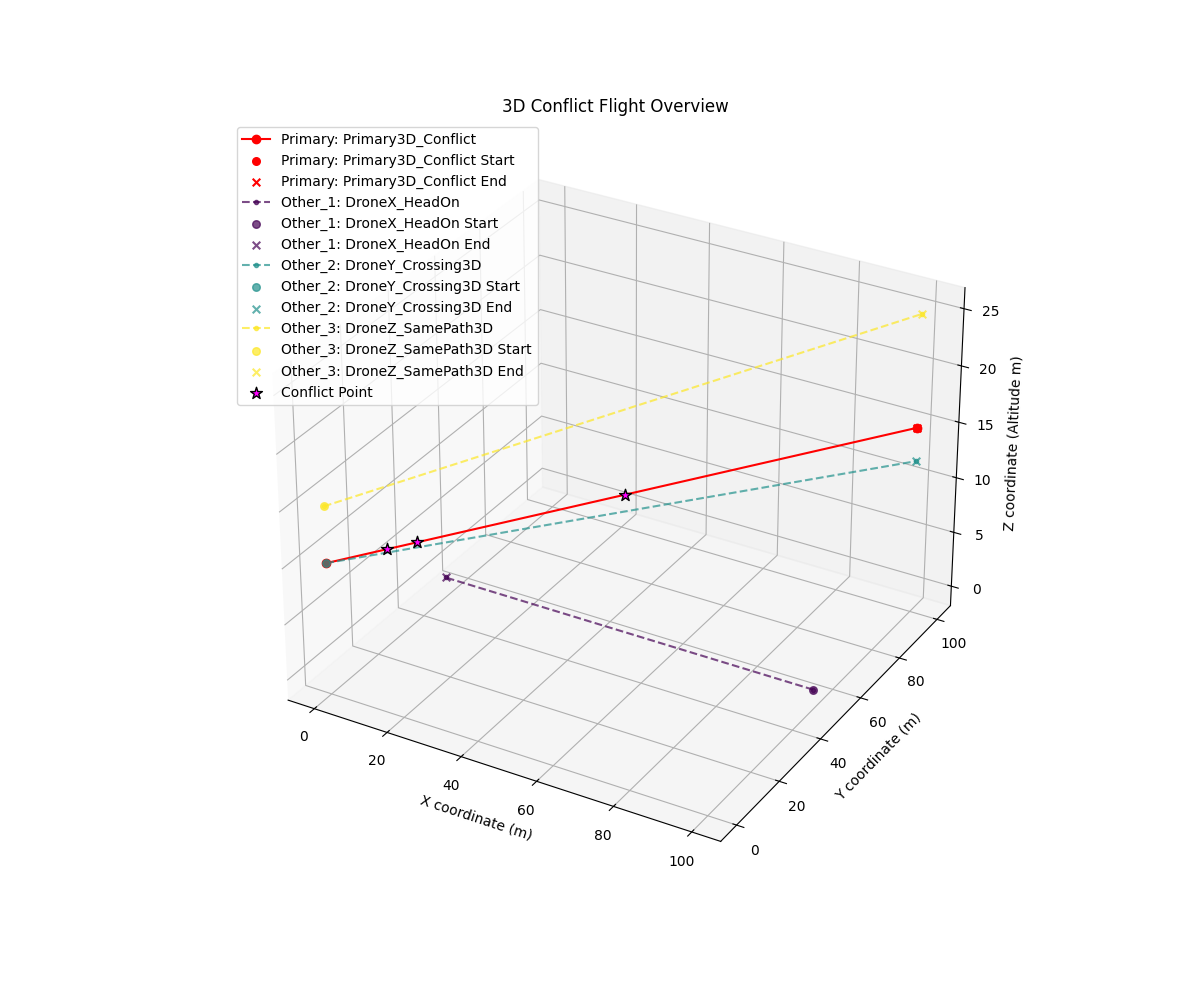 3D Conflict Flight Overview
Primary: Primary3D_Conflict
Primary: Primary3D_Conflict Start
Primary: Primary3D_Conflict End
Other_1: DroneX_HeadOn
Other_1: DroneX_HeadOn Start
Other_1: DroneX_HeadOn End
Other_2: DroneY_Crossing3D
Other_2: DroneY_Crossing3D Start
Other_2: DroneY_Crossing3D End
Other_3: DroneZ_SamePath3D
Other_3: DroneZ_SamePath3D Start
Other_3: DroneZ_SamePath3D End
Conflict Point
25
20
15
10
5
0
Z coordinate (Altitude m)
100
80
60
40
20
0
Y coordinate (m)
0
20
40
60
80
100
X coordinate (m)